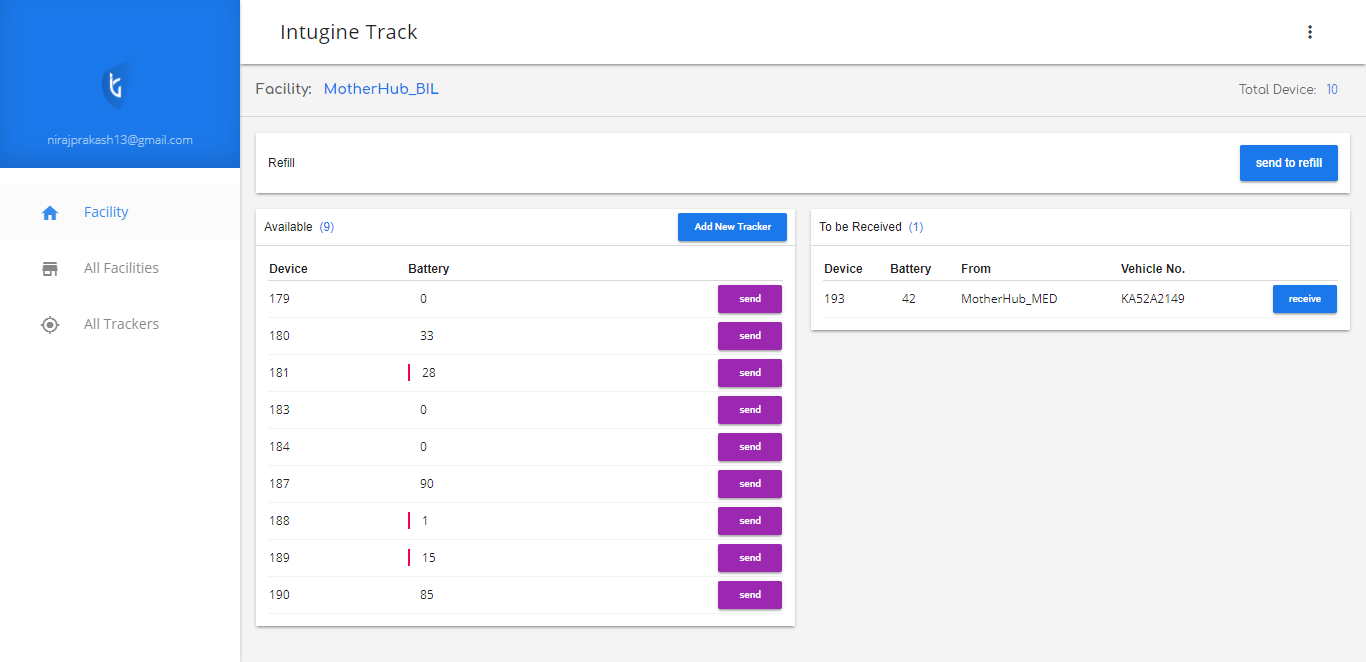 Intugine Track
nirajprakash13@gmail.com
Facility
All Facilities
All Trackers
Facility: MotherHub_BIL
Total Device: 10
Refill
send to refill
Available (9)
Add New Tracker
Device Battery
179 0 send
180 33 send
181 28 send
183 0 send
184 0 send
187 90 send
188 1 send
189 15 send
190 85 send
To be Received (1)
Device Battery From Vehicle No.
193 42 MotherHub_MED KA52A2149 receive